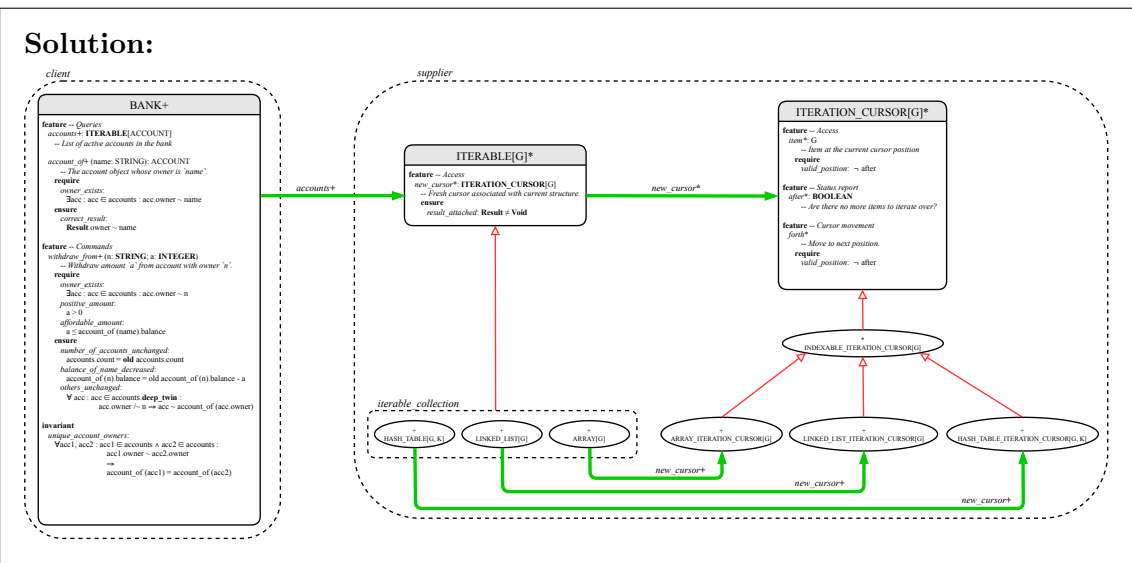 Solution:
client
BANK+
feature -- Queries
accounts+: ITERABLE[ACCOUNT]
-- List of active accounts in the bank
account_of+ (name: STRING): ACCOUNT
-- The account object whose owner is `name`.
require
owner_exists:
∃acc : acc ∈ accounts : acc.owner ~ name
ensure
correct_result:
Result.owner ~ name
feature -- Commands
withdraw_from+ (n: STRING; a: INTEGER)
-- Withdraw amount `a` from account with owner `n`.
require
owner_exists:
∃acc : acc ∈ accounts : acc.owner ~ n
positive_amount:
a > 0
affordable_amount:
a ≤ account_of (name).balance
ensure
number_of_accounts_unchanged:
accounts.count = old accounts.count
balance_of_name_decreased:
account_of (n).balance = old account_of (n).balance - a
others_unchanged:
∀ acc : acc ∈ accounts.deep_twin :
acc.owner /~ n ⇒ acc ~ account_of (acc.owner)
invariant
unique_account_owners:
∀acc1, acc2 : acc1 ∈ accounts ∧ acc2 ∈ accounts :
acc1.owner ~ acc2.owner
⇒
account_of (acc1) = account_of (acc2)
accounts+
supplier
ITERABLE[G]*
feature -- Access
new_cursor*: ITERATION_CURSOR[G]
-- Fresh cursor associated with current structure
ensure
result_attached: Result ≠ Void
new_cursor*
ITERATION_CURSOR[G]*
feature -- Access
item*: G
-- Item at the current cursor position
require
valid_position: ¬ after
feature -- Status report
after*: BOOLEAN
-- Are there no more items to iterate over?
feature -- Cursor movement
forth*
-- Move to next position.
require
valid_position: ¬ after
*
INDEXABLE_ITERATION_CURSOR[G]
iterable_collection
+
HASH_TABLE[G, K]
+
LINKED_LIST[G]
+
ARRAY[G]
+
ARRAY_ITERATION_CURSOR[G]
+
LINKED_LIST_ITERATION_CURSOR[G]
+
HASH_TABLE_ITERATION_CURSOR[G, K]
new_cursor+
new_cursor+
new_cursor+